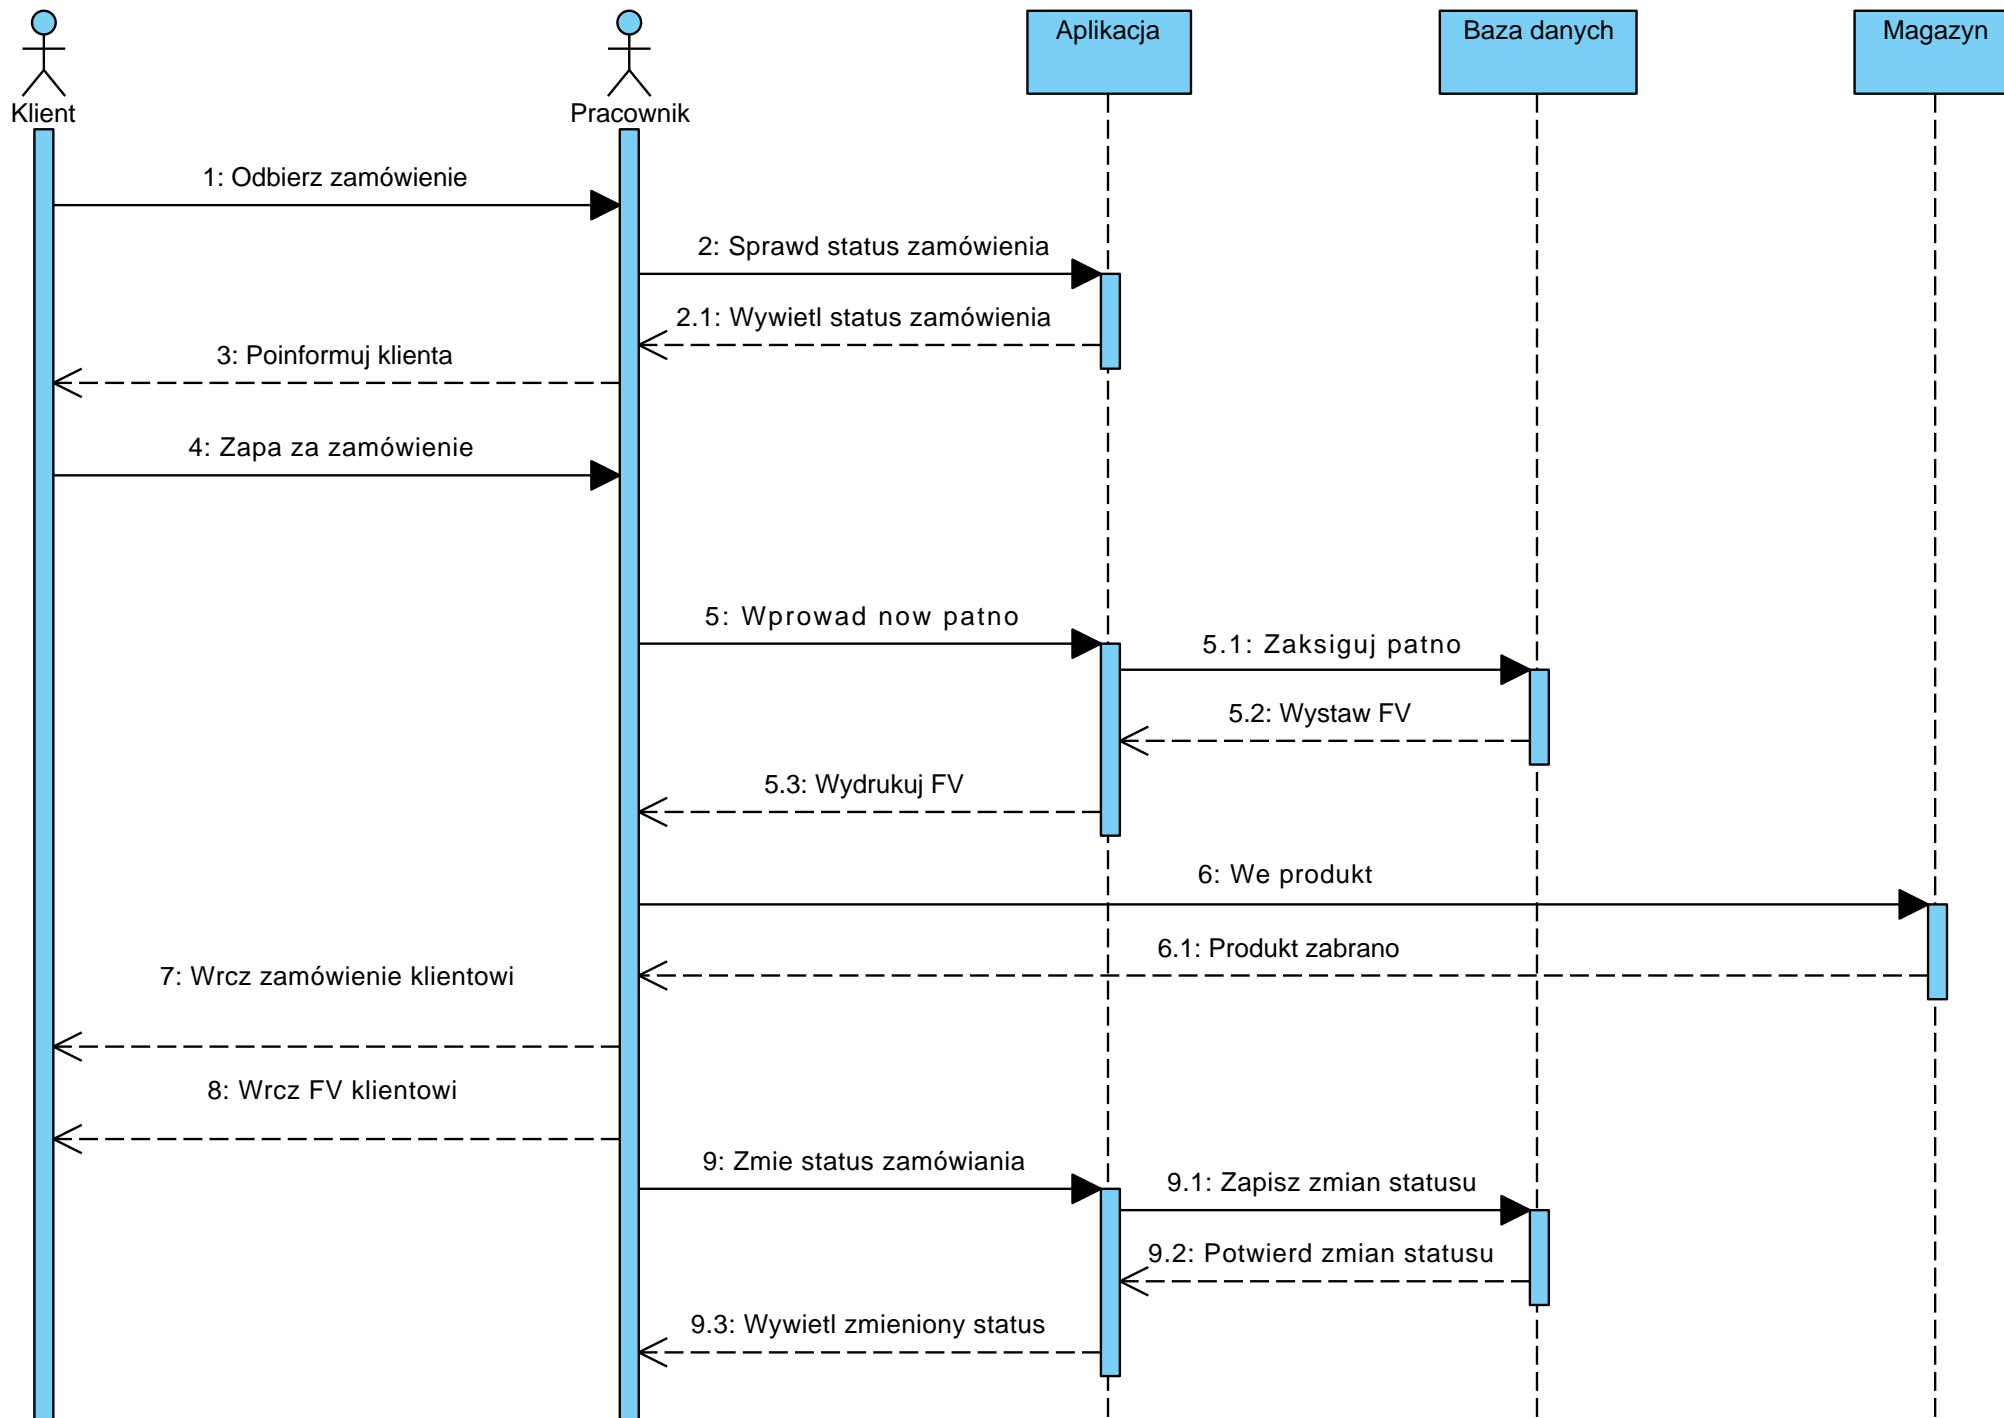 Klient
Pracownik
Aplikacja
Baza danych
Magazyn
1: Odbierz zamówienie
2: Sprawd status zamówienia
2.1: Wywietl status zamówienia
3: Poinformuj klienta
4: Zapa za zamówienie
5: Wprowad now patno
5.1: Zaksiguj patno
5.2: Wystaw FV
5.3: Wydrukuj FV
6: We produkt
6.1: Produkt zabrano
7: Wrcz zamówienie klientowi
8: Wrcz FV klientowi
9: Zmie status zamówiania
9.1: Zapisz zmian statusu
9.2: Potwierd zmian statusu
9.3: Wywietl zmieniony status